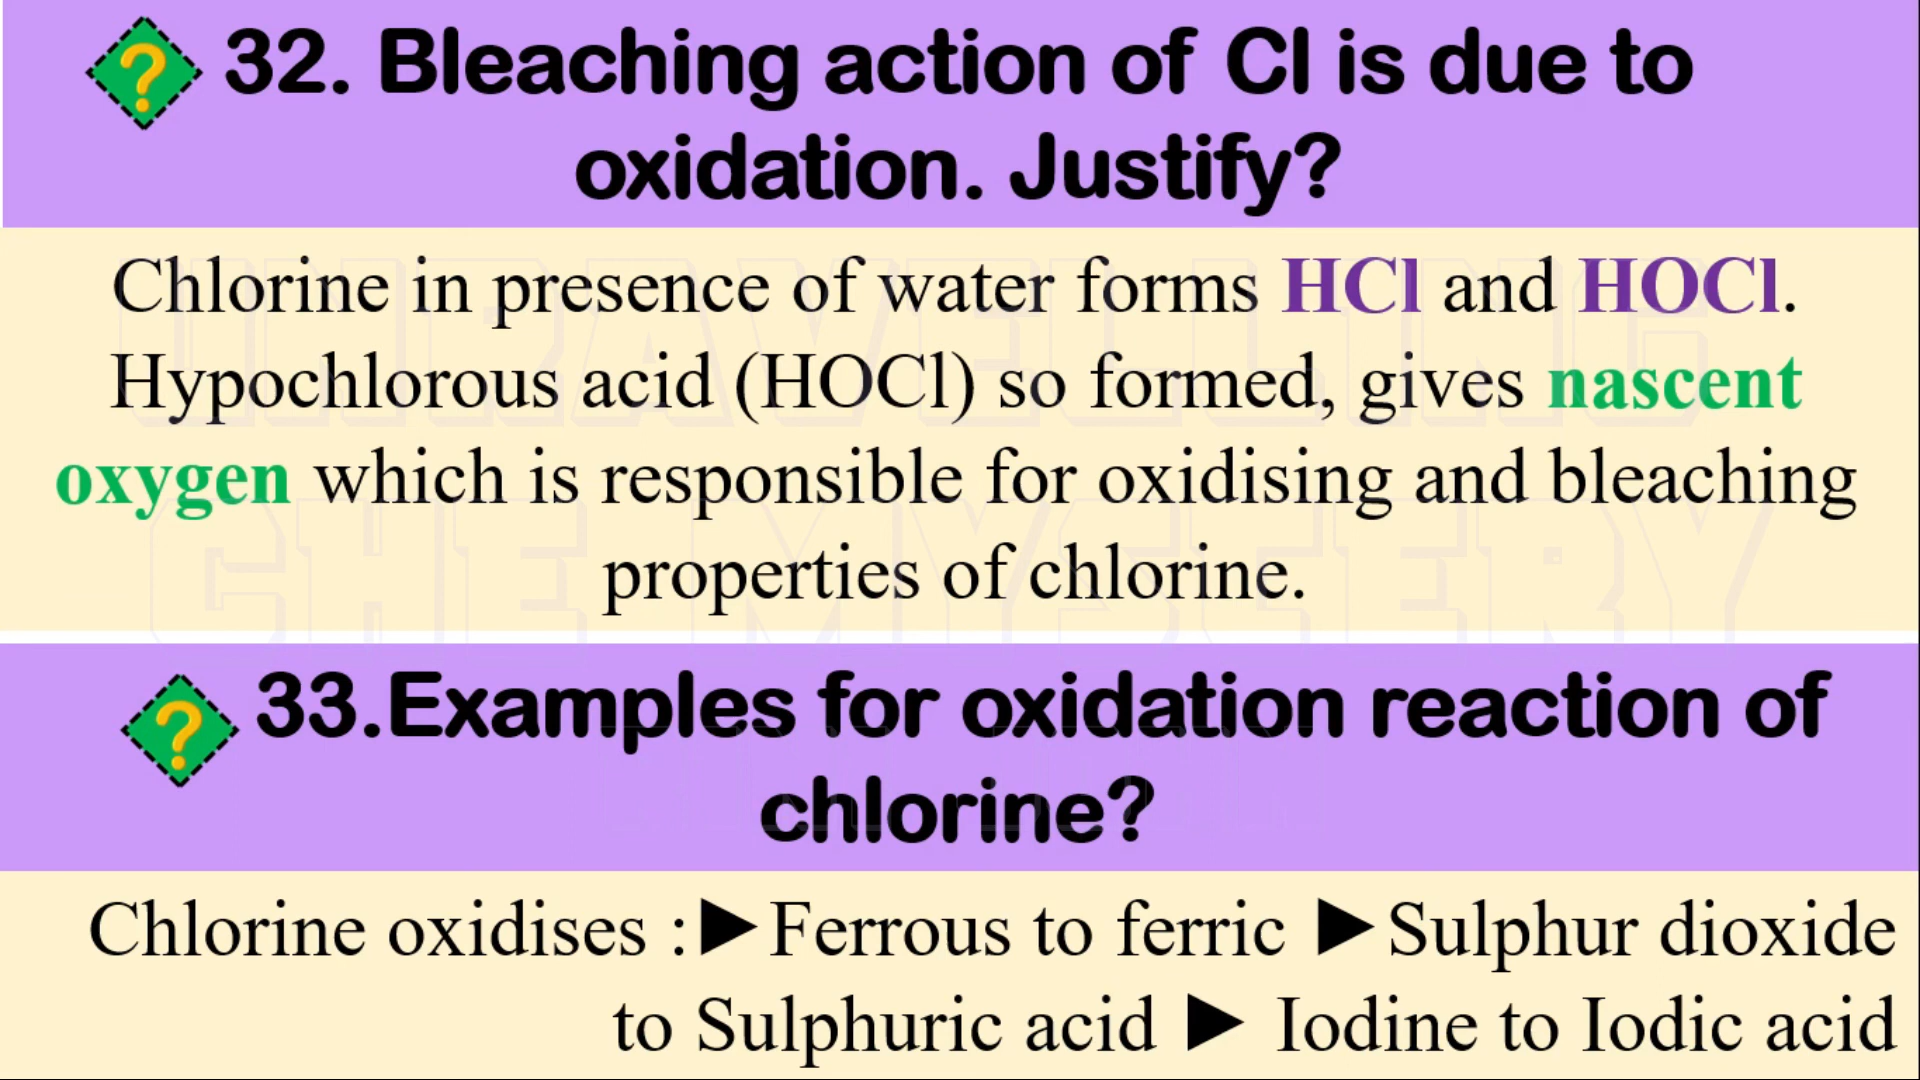 32. Bleaching action of Cl is due to
oxidation. Justify?
Chlorine in presence of water forms HCl and HOCl.
Hypochlorous acid (HOCl) so formed, gives nascent
oxygen which is responsible for oxidising and bleaching
properties of chlorine.
33.Examples for oxidation reaction of
chlorine?
Chlorine oxidises :►Ferrous to ferric ►Sulphur dioxide
to Sulphuric acid ► Iodine to Iodic acid